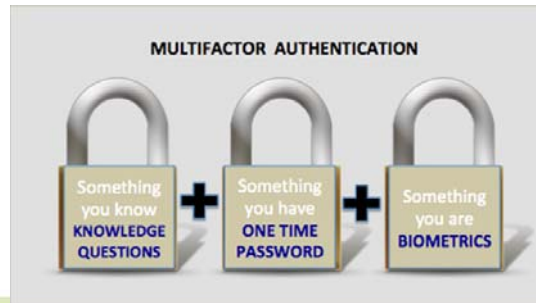 MULTIFACTOR AUTHENTICATION
Something
you know
KNOWLEDGE
QUESTIONS
Something
you have
ONE TIME
PASSWORD
Something
you are
BIOMETRICS